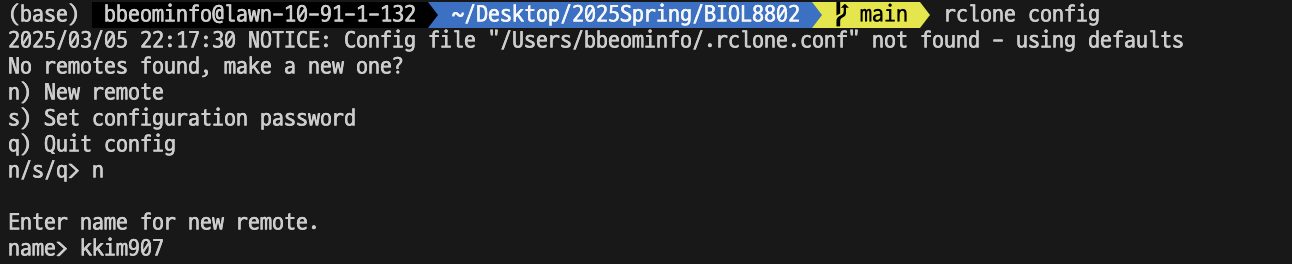 (base) bbeominfo@lawn-10-91-1-132 ~/Desktop/2025Spring/BIOL8802 main rclone config
2025/03/05 22:17:30 NOTICE: Config file "/Users/bbeominfo/.rclone.conf" not found - using defaults
No remotes found, make a new one?
n) New remote
s) Set configuration password
q) Quit config
n/s/q> n
Enter name for new remote.
name> kkim907